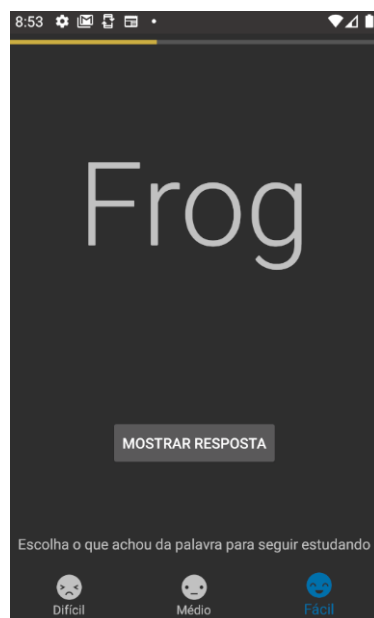 8:53
Frog
MOSTRAR RESPOSTA
Escolha o que achou da palavra para seguir estudando
Difícil
Médio
Fácil